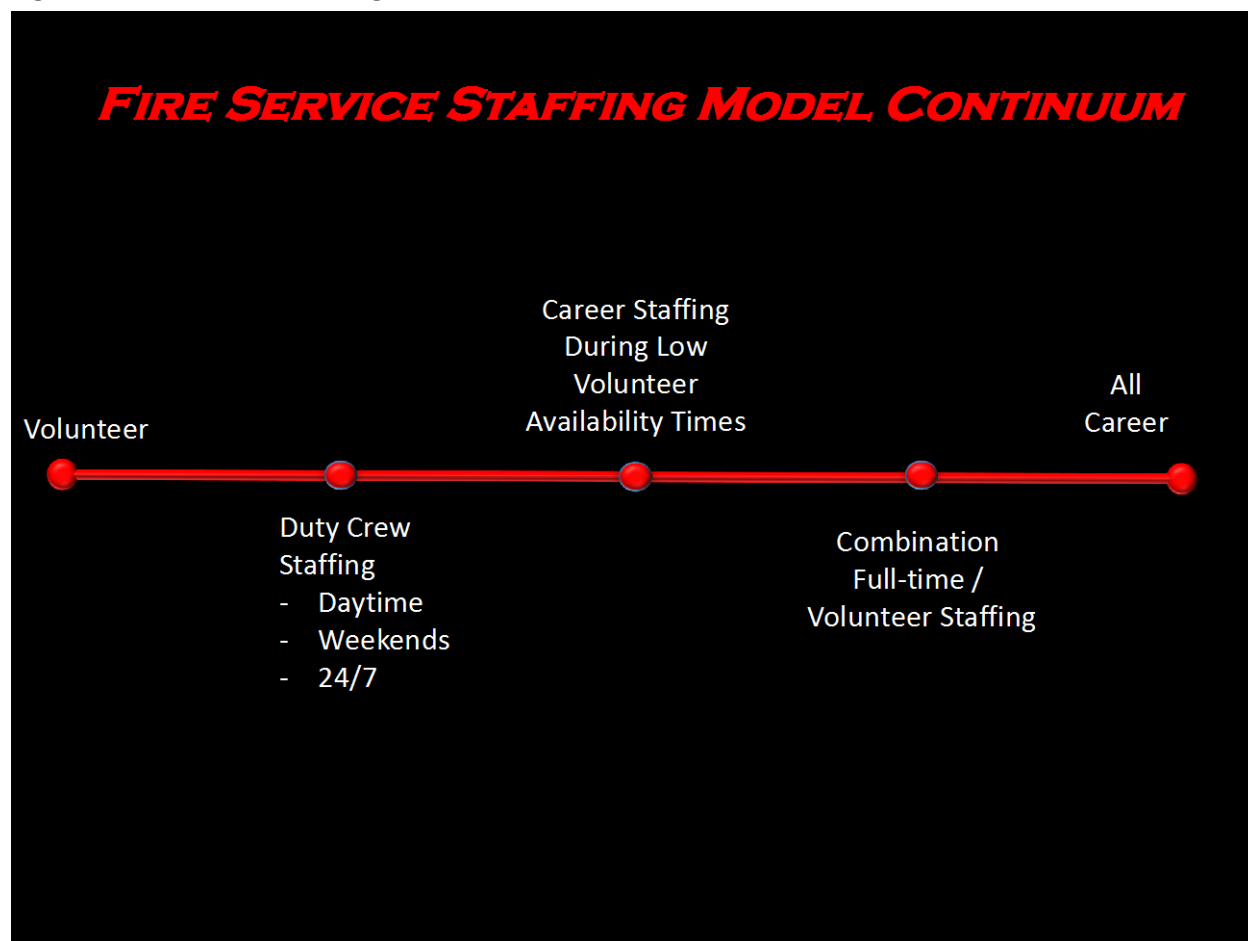 FIRE SERVICE STAFFING MODEL CONTINUUM
Career Staffing
During Low
Volunteer
Availability Times
All
Career
Volunteer
Duty Crew
Staffing
- Daytime
- Weekends
- 24/7
Combination
Full-time /
Volunteer Staffing